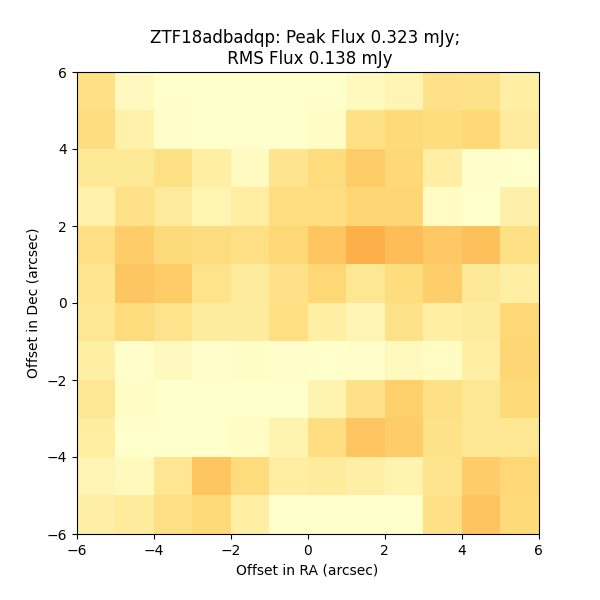 ZTF18adbadqp: Peak Flux 0.323 mJy;
RMS Flux 0.138 mJy
6
4
2
0
−2
−4
−6
Offset in Dec (arcsec)
−6 −4 −2 0 2 4 6
Offset in RA (arcsec)